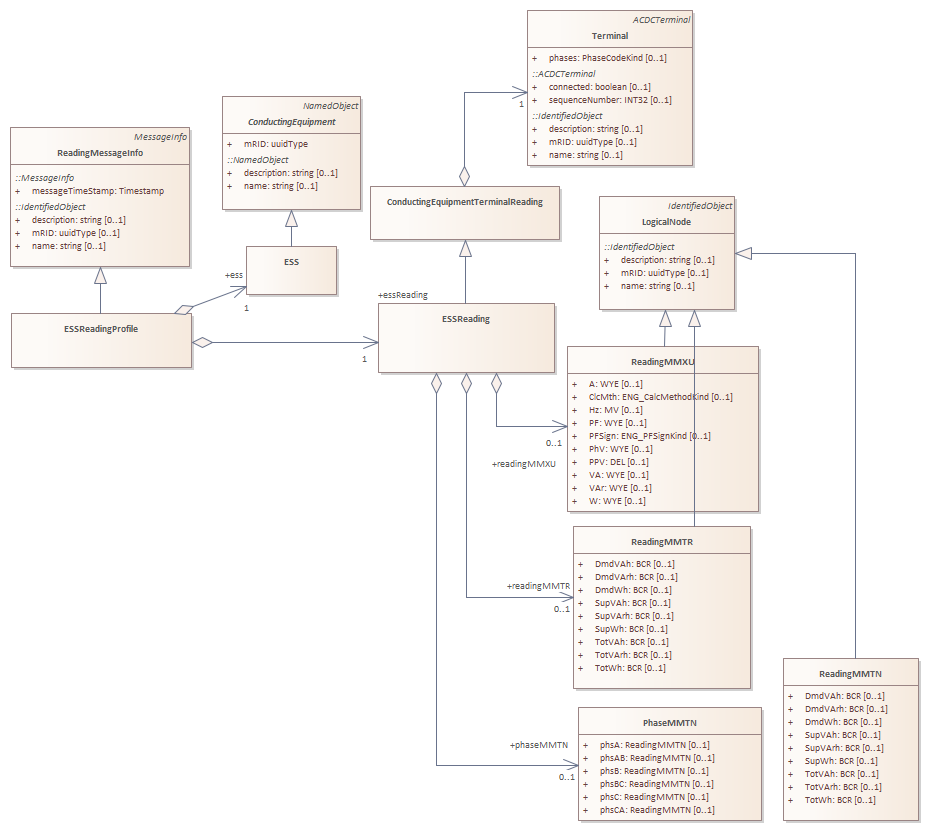 ACDCTerminal
Terminal
+ phases: PhaseCodeKind [0..1]
::ACDCTerminal
+ connected: boolean [0..1]
+ sequenceNumber: INT32 [0..1]
::IdentifiedObject
+ description: string [0..1]
+ mRID: uuidType [0..1]
+ name: string [0..1]
1
NamedObject
ConductingEquipment
+ mRID: uuidType
::NamedObject
+ description: string [0..1]
+ name: string [0..1]
MessageInfo
ReadingMessageInfo
::MessageInfo
+ messageTimeStamp: Timestamp
::IdentifiedObject
+ description: string [0..1]
+ mRID: uuidType [0..1]
+ name: string [0..1]
ConductingEquipmentTerminalReading
IdentifiedObject
LogicalNode
::IdentifiedObject
+ description: string [0..1]
+ mRID: uuidType [0..1]
+ name: string [0..1]
ESS
+ess
1
+essReading
ESSReading
ESSReadingProfile
1
ReadingMMXU
+ A: WYE [0..1]
+ ClcMth: ENG_CalcMethodKind [0..1]
+ Hz: MV [0..1]
+ PF: WYE [0..1]
+ PFSign: ENG_PFSignKind [0..1]
+ PhV: WYE [0..1]
+ PPV: DEL [0..1]
+ VA: WYE [0..1]
+ VAr: WYE [0..1]
+ W: WYE [0..1]
0..1
+readingMMXU
ReadingMMTR
+ DmdVAh: BCR [0..1]
+ DmdVArh: BCR [0..1]
+ DmdWh: BCR [0..1]
+ SupVAh: BCR [0..1]
+ SupVArh: BCR [0..1]
+ SupWh: BCR [0..1]
+ TotVAh: BCR [0..1]
+ TotVArh: BCR [0..1]
+ TotWh: BCR [0..1]
+readingMMTR
0..1
ReadingMMTN
+ DmdVAh: BCR [0..1]
+ DmdVArh: BCR [0..1]
+ DmdWh: BCR [0..1]
+ SupVAh: BCR [0..1]
+ SupVArh: BCR [0..1]
+ SupWh: BCR [0..1]
+ TotVAh: BCR [0..1]
+ TotVArh: BCR [0..1]
+ TotWh: BCR [0..1]
PhaseMMTN
+ phsA: ReadingMMTN [0..1]
+ phsAB: ReadingMMTN [0..1]
+ phsB: ReadingMMTN [0..1]
+ phsBC: ReadingMMTN [0..1]
+ phsC: ReadingMMTN [0..1]
+ phsCA: ReadingMMTN [0..1]
+phaseMMTN
0..1